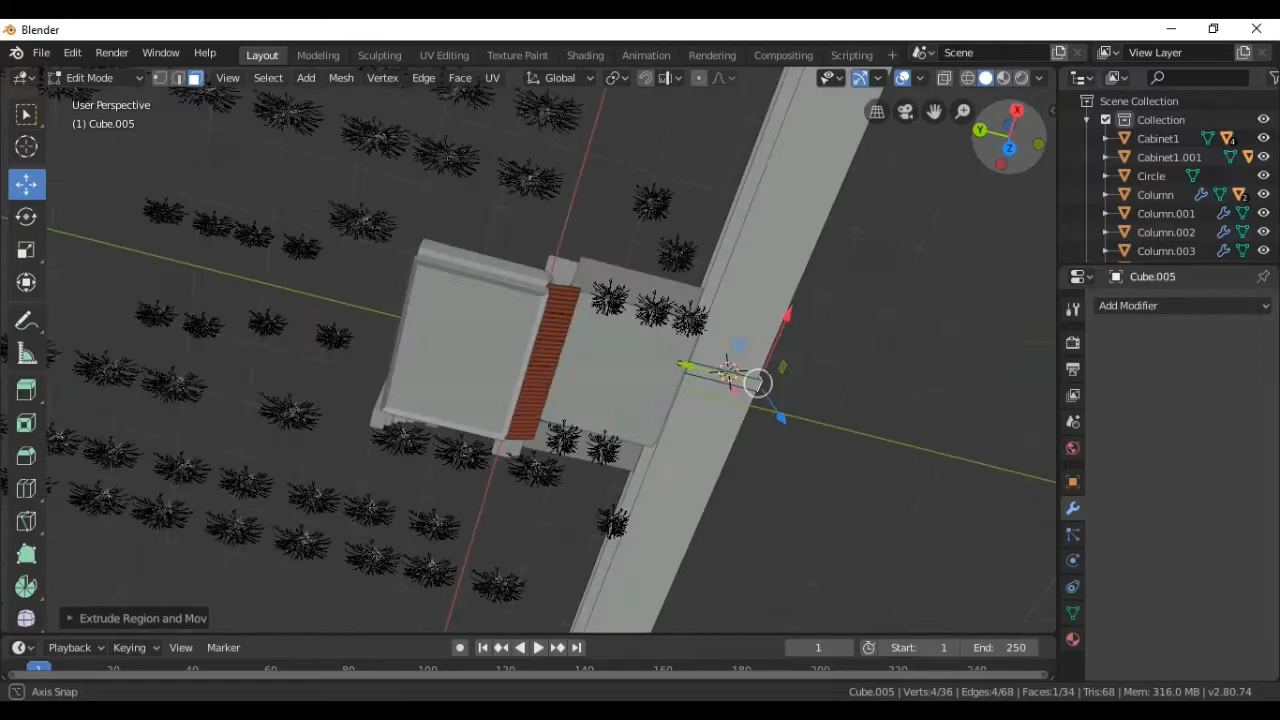 Blender
File Edit Render Window Help
Layout Modeling Sculpting UV Editing Texture Paint Shading Animation Rendering Compositing Scripting + Scene View Layer
Edit Mode View Select Add Mesh Vertex Edge Face UV Global
User Perspective
(1) Cube.005
X
Y
Z
Scene Collection
Collection
Cabinet1 4
Cabinet1.001
Circle
Column 2
Column.001
Column.002
Column.003
Cube.005
Add Modifier
Extrude Region and Mov
Playback Keying View Marker 1 Start: 1 End: 250
1 20 40 60 80 100 120 140 160 180 200 220 240
Axis Snap
Cube.005 | Verts:4/36 | Edges:4/68 | Faces:1/34 | Tris:68 | Mem: 316.0 MB | v2.80.74